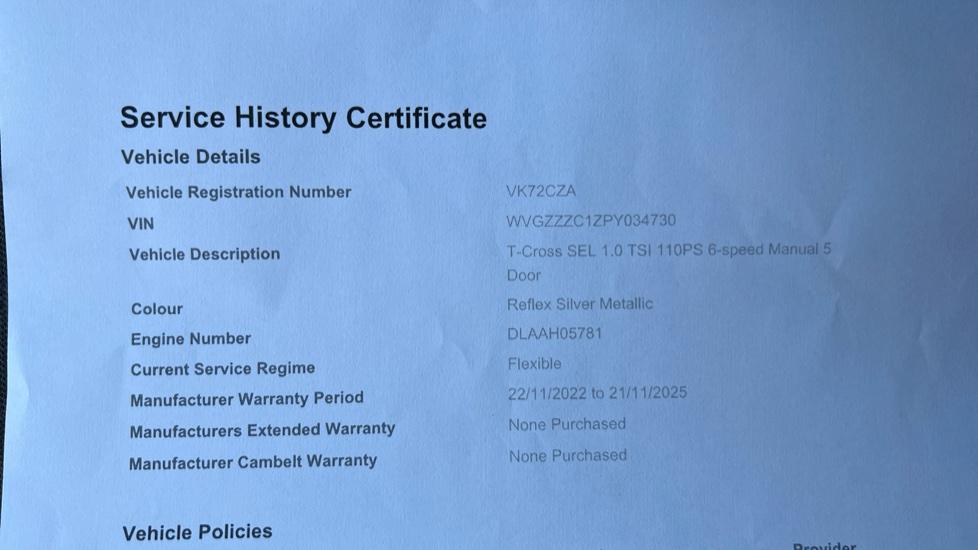 Service History Certificate
Vehicle Details
Vehicle Registration Number VK72CZA
VIN WVGZZZC1ZPY034730
Vehicle Description T-Cross SEL 1.0 TSI 110PS 6-speed Manual 5
Door
Colour Reflex Silver Metallic
Engine Number DLAAH05781
Current Service Regime Flexible
Manufacturer Warranty Period 22/11/2022 to 21/11/2025
Manufacturers Extended Warranty None Purchased
Manufacturer Cambelt Warranty None Purchased
Vehicle Policies
Provider